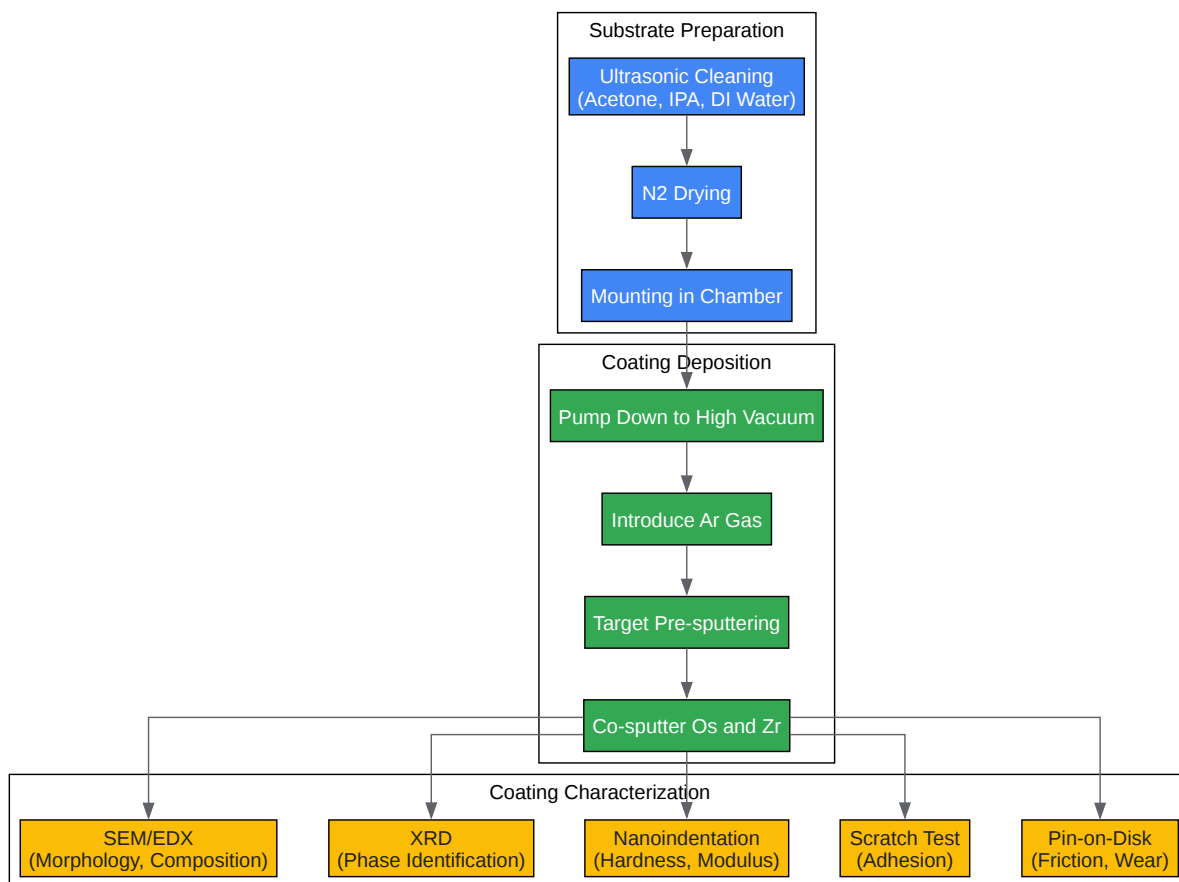 Substrate Preparation
Ultrasonic Cleaning
(Acetone, IPA, DI Water)
N2 Drying
Mounting in Chamber
Coating Deposition
Pump Down to High Vacuum
Introduce Ar Gas
Target Pre-sputtering
Co-sputter Os and Zr
Coating Characterization
SEM/EDX
(Morphology, Composition)
XRD
(Phase Identification)
Nanoindentation
(Hardness, Modulus)
Scratch Test
(Adhesion)
Pin-on-Disk
(Friction, Wear)